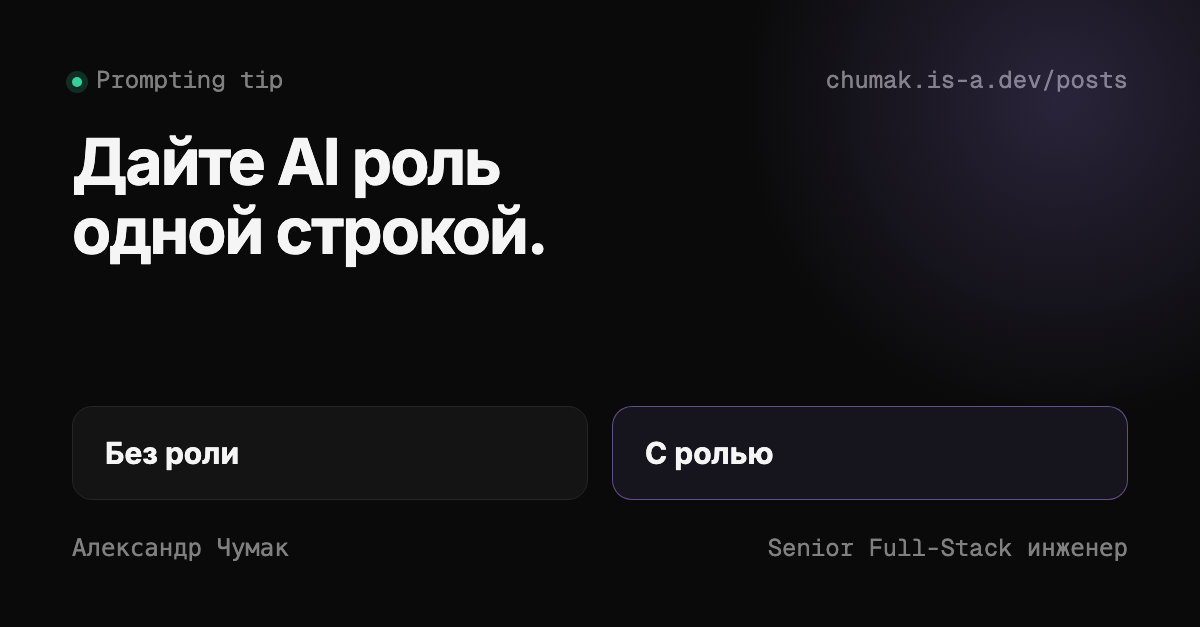 Prompting tip
chumak.is-a.dev/posts
Дайте AI роль
одной строкой.
Без роли
С ролью
Александр Чумак
Senior Full-Stack инженер